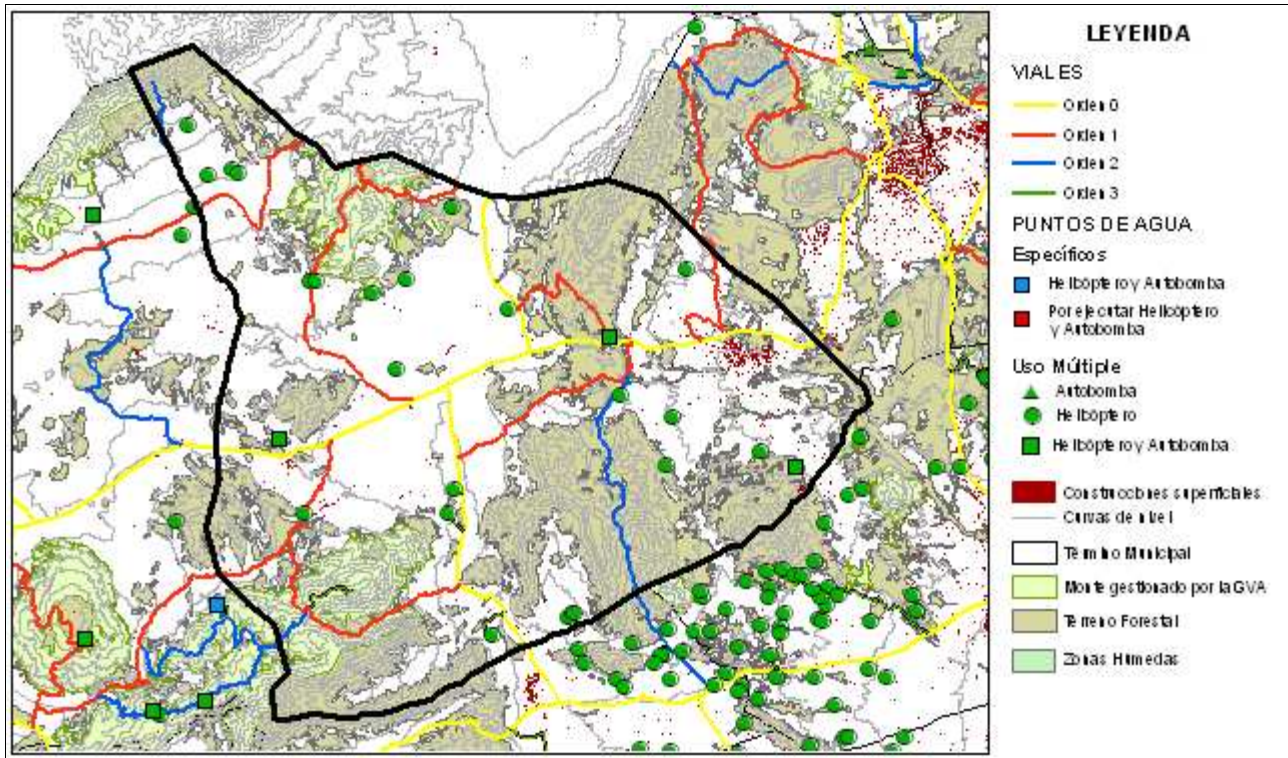 LEYENDA
VIALES
Orden 0
Orden 1
Orden 2
Orden 3
PUNTOS DE AGUA
Específicos
Helicóptero y Autobomba
Por ejecutar Helicóptero
y Autobomba
Uso Múltiple
Autobomba
Helicóptero
Helicóptero y Autobomba
Construcciones superficiales
Curvas de nivel
Término Municipal
Monte gestionado por la GVA
Terreno Forestal
Zonas Húmedas